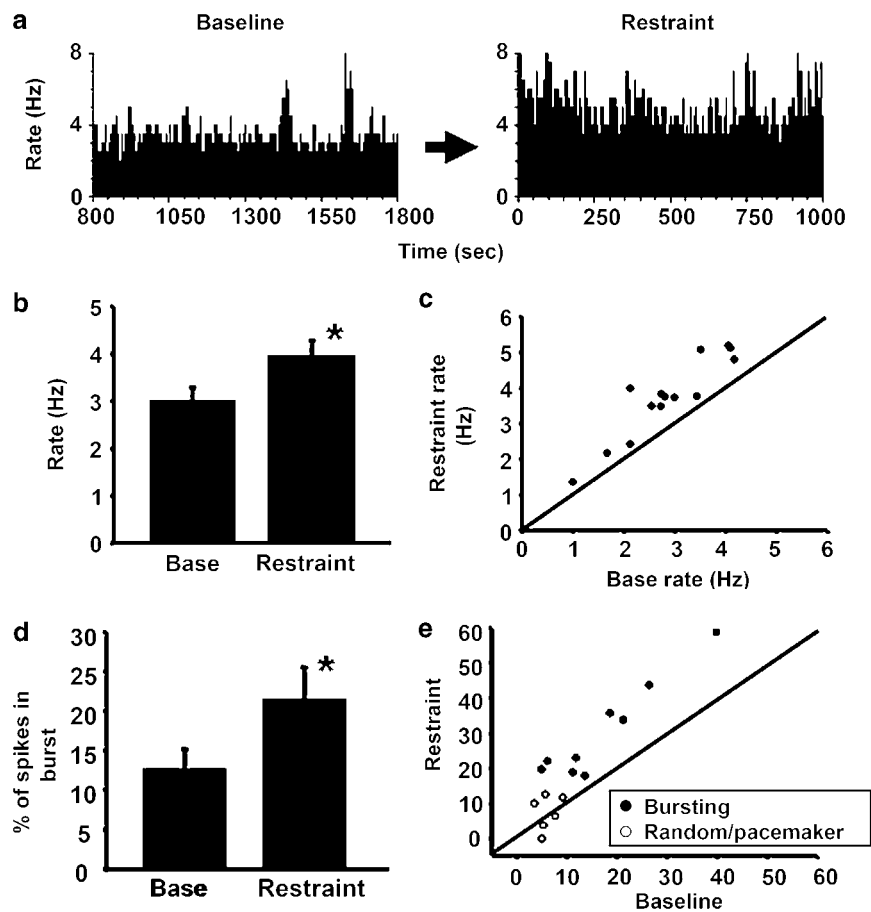 a
Baseline
Restraint
Rate (Hz)
8
4
0
800 1050 1300 1550 1800
8
4
0
0 250 500 750 1000
Time (sec)
b
Rate (Hz)
5
4
3
2
1
0
*
Base Restraint
c
Restraint rate
(Hz)
6
5
4
3
2
1
0
0 1 2 3 4 5 6
Base rate (Hz)
d
% of spikes in
burst
30
25
20
15
10
5
0
*
Base Restraint
e
Restraint
60
50
40
30
20
10
0
Bursting
Random/pacemaker
0 10 20 30 40 50 60
Baseline